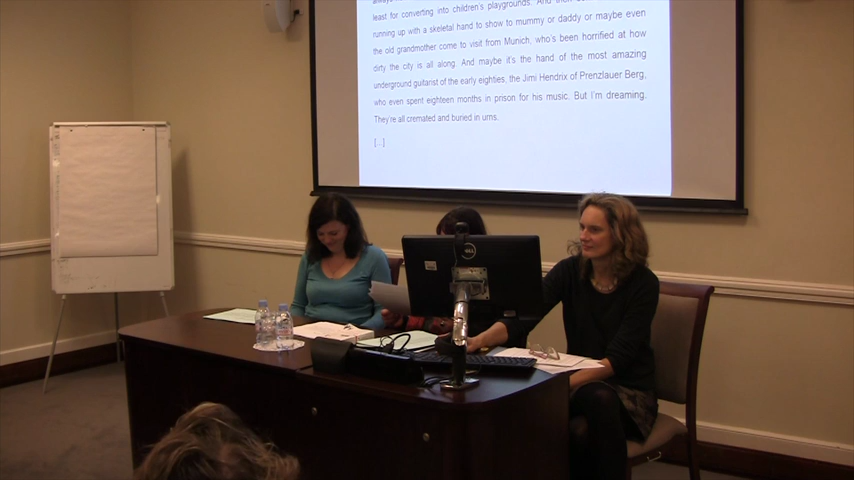 least for converting into children's playgrounds. And then
running up with a skeletal hand to show to mummy or daddy or maybe even
the old grandmother come to visit from Munich, who's been horrified at how
dirty the city is all along. And maybe it's the hand of the most amazing
underground guitarist of the early eighties, the Jimi Hendrix of Prenzlauer Berg,
who even spent eighteen months in prison for his music. But I'm dreaming.
They're all cremated and buried in urns.
[...]
DELL